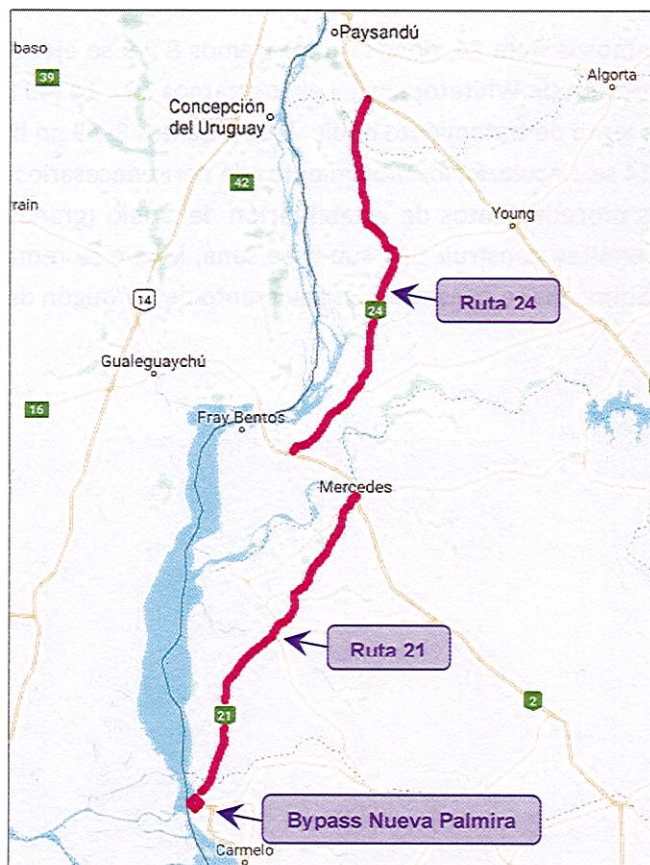 Paysandú
baso
39
Algorta
Concepción
del Uruguay
42
rain
Young
14
Ruta 24
24
Gualeguaychú
16
Fray Bentos
Mercedes
Ruta 21
21
2
Bypass Nueva Palmira
Carmelo